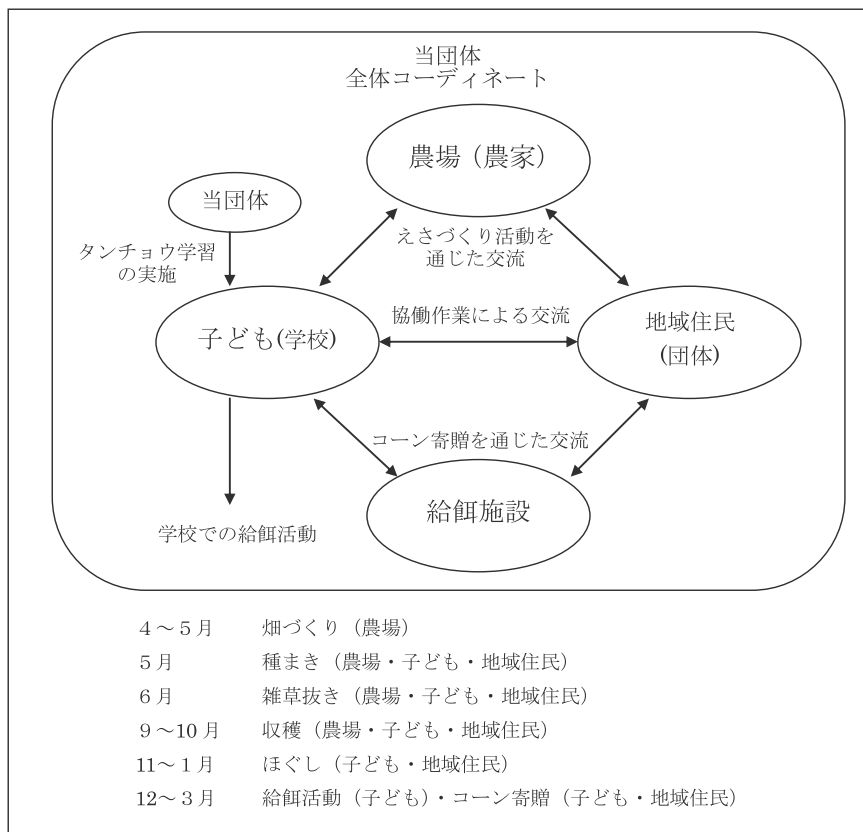 当団体
全体コーディネート
農場（農家）
当団体
えさづくり活動を
通じた交流
タンチョウ学習
の実施
協働作業による交流
子ども(学校)
地域住民
(団体)
コーン寄贈を通じた交流
給餌施設
学校での給餌活動
４～５月　畑づくり（農場）
５月　種まき（農場・子ども・地域住民）
６月　雑草抜き（農場・子ども・地域住民）
９～10月　収穫（農場・子ども・地域住民）
11～１月　ほぐし（子ども・地域住民）
12～３月　給餌活動（子ども）・コーン寄贈（子ども・地域住民）